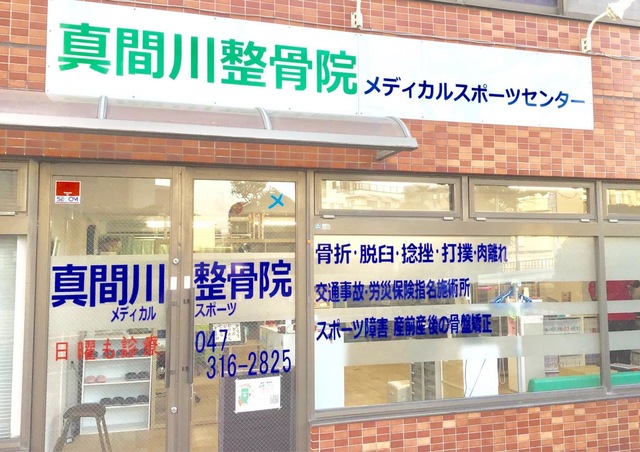 真間川整骨院 メディカルスポーツセンター
SECOM
真間川 整骨院
メディカル スポーツ
日曜も診療
047
316-2825
骨折・脱臼・捻挫・打撲・肉離れ
交通事故・労災保険指名施術所
スポーツ障害 産前産後の骨盤矯正